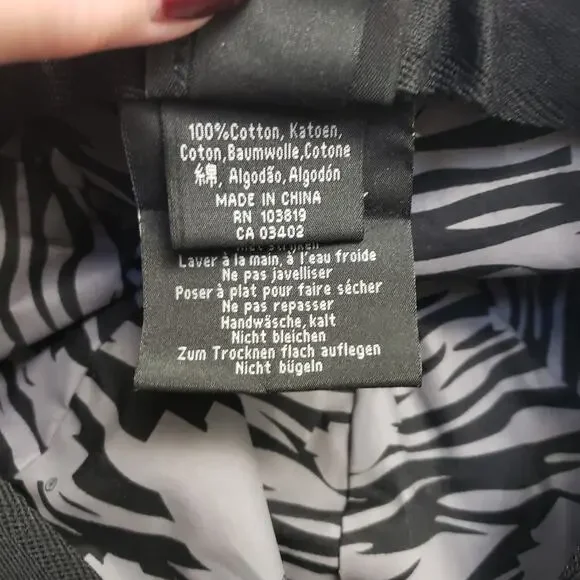 100%Cotton, Katoen,
Coton,Baumwolle,Cotone
綿, Algodão, Algodón
MADE IN CHINA
RN 103819
CA 03402
Laver à la main, à l'eau froide
Ne pas javelliser
Poser à plat pour faire sécher
Ne pas repasser
Handwäsche, kalt
Nicht bleichen
Zum Trocknen flach auflegen
Nicht bügeln